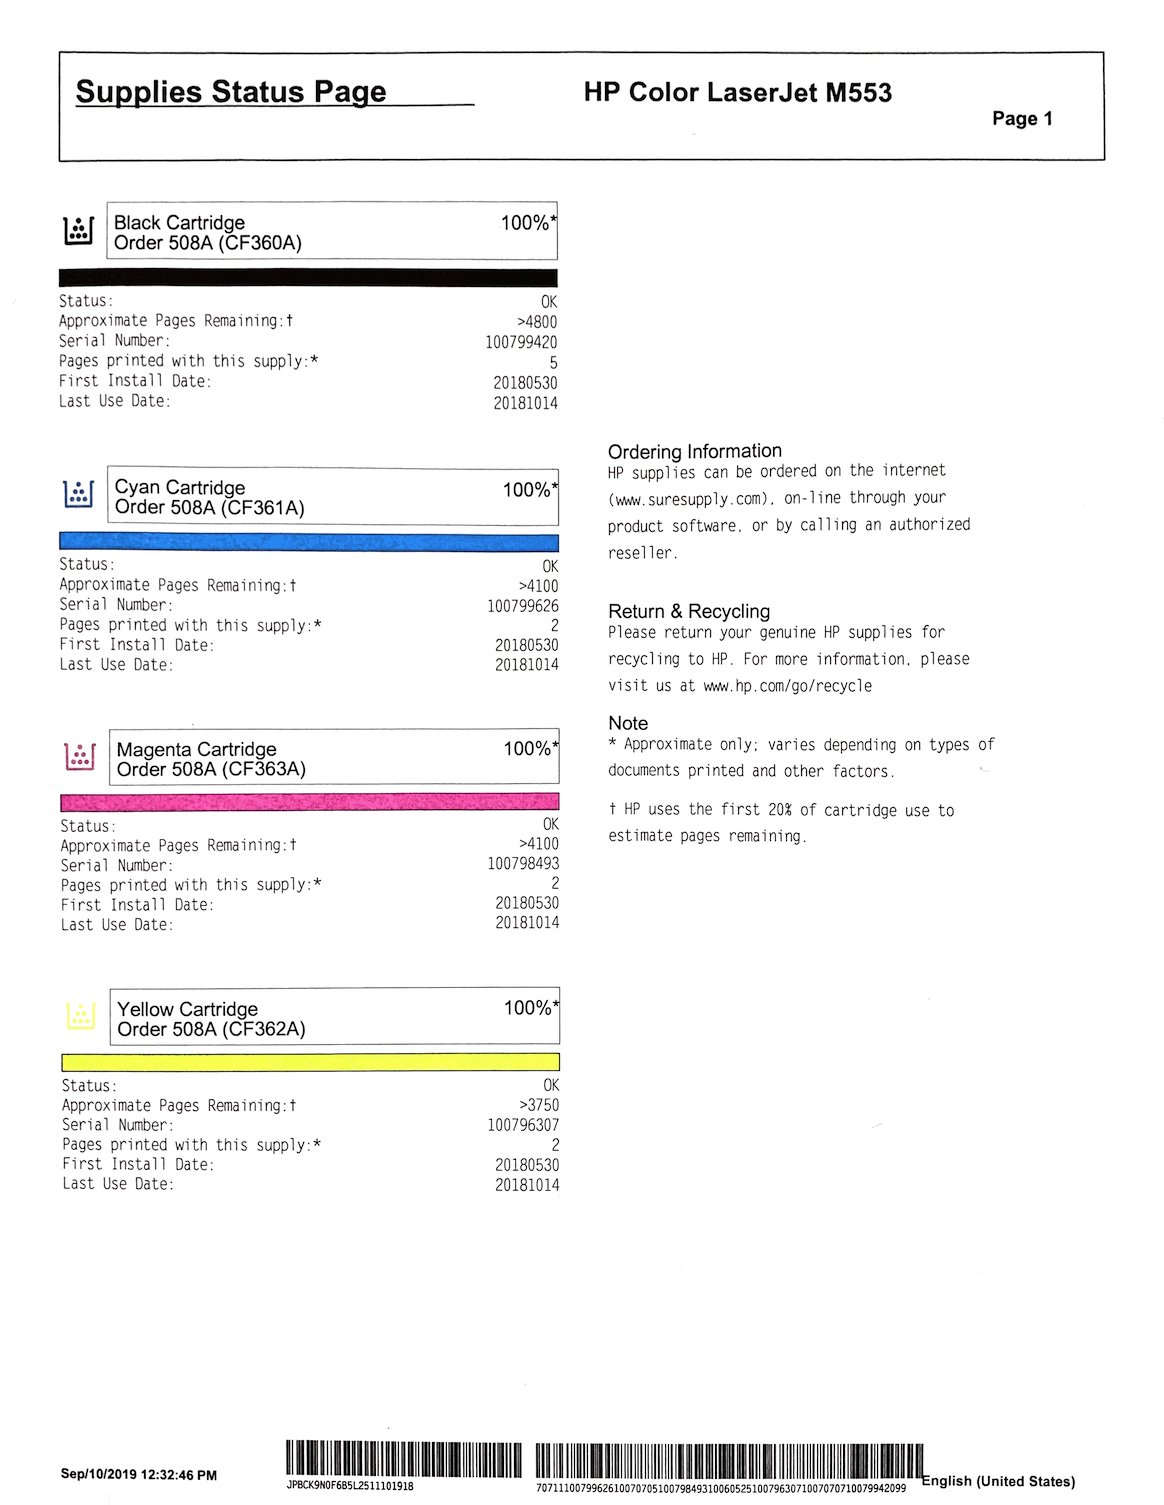 Supplies Status Page
HP Color LaserJet M553
Page 1
Black Cartridge 100%*
Order 508A (CF360A)
Status: OK
Approximate Pages Remaining:† >4800
Serial Number: 100799420
Pages printed with this supply:* 5
First Install Date: 20180530
Last Use Date: 20181014
Cyan Cartridge 100%*
Order 508A (CF361A)
Status: OK
Approximate Pages Remaining:† >4100
Serial Number: 100799626
Pages printed with this supply:* 2
First Install Date: 20180530
Last Use Date: 20181014
Magenta Cartridge 100%*
Order 508A (CF363A)
Status: OK
Approximate Pages Remaining:† >4100
Serial Number: 100798493
Pages printed with this supply:* 2
First Install Date: 20180530
Last Use Date: 20181014
Yellow Cartridge 100%*
Order 508A (CF362A)
Status: OK
Approximate Pages Remaining:† >3750
Serial Number: 100796307
Pages printed with this supply:* 2
First Install Date: 20180530
Last Use Date: 20181014
Ordering Information
HP supplies can be ordered on the internet
(www.suresupply.com), on-line through your
product software, or by calling an authorized
reseller.
Return & Recycling
Please return your genuine HP supplies for
recycling to HP. For more information, please
visit us at www.hp.com/go/recycle
Note
* Approximate only; varies depending on types of
documents printed and other factors.
† HP uses the first 20% of cartridge use to
estimate pages remaining.
Sep/10/2019 12:32:46 PM
JPBCK9N0F6B5L2511101918
7071110079962610070705100798493100605251007963071007070710079942099
English (United States)